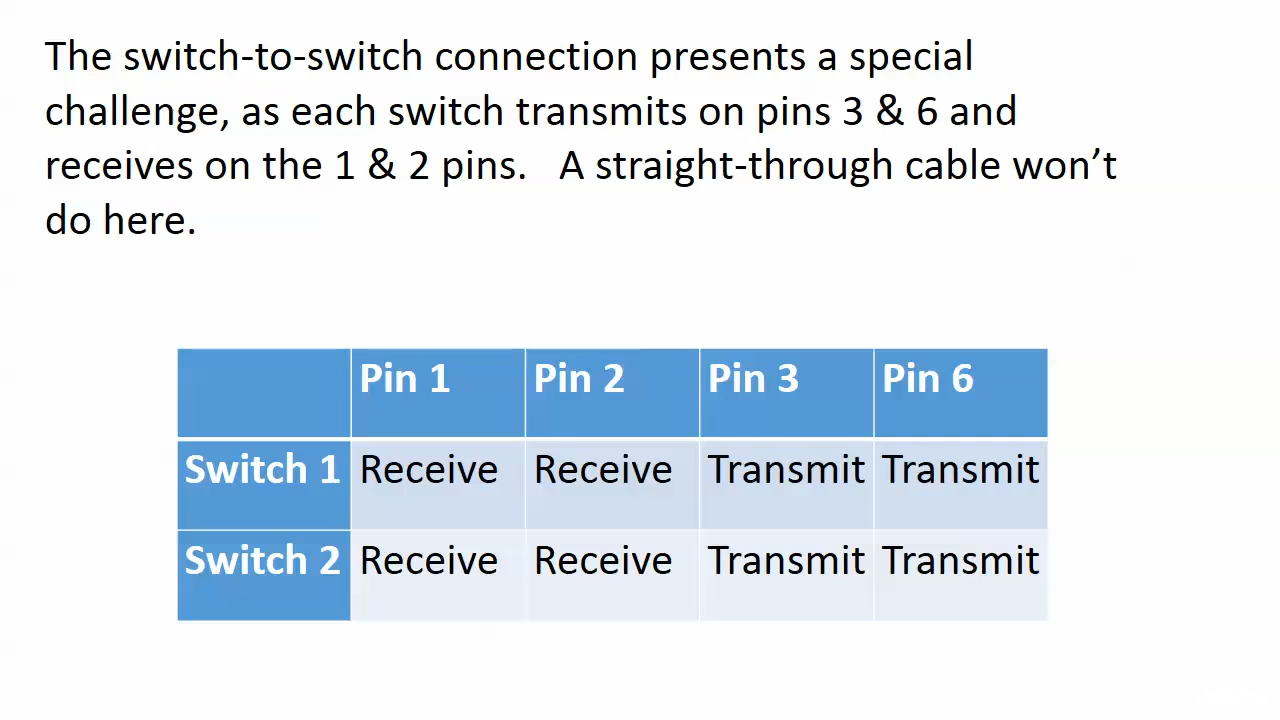 The switch-to-switch connection presents a special
challenge, as each switch transmits on pins 3 & 6 and
receives on the 1 & 2 pins.   A straight-through cable won’t
do here.
Pin 1 Pin 2 Pin 3 Pin 6
Switch 1 Receive Receive Transmit Transmit
Switch 2 Receive Receive Transmit Transmit